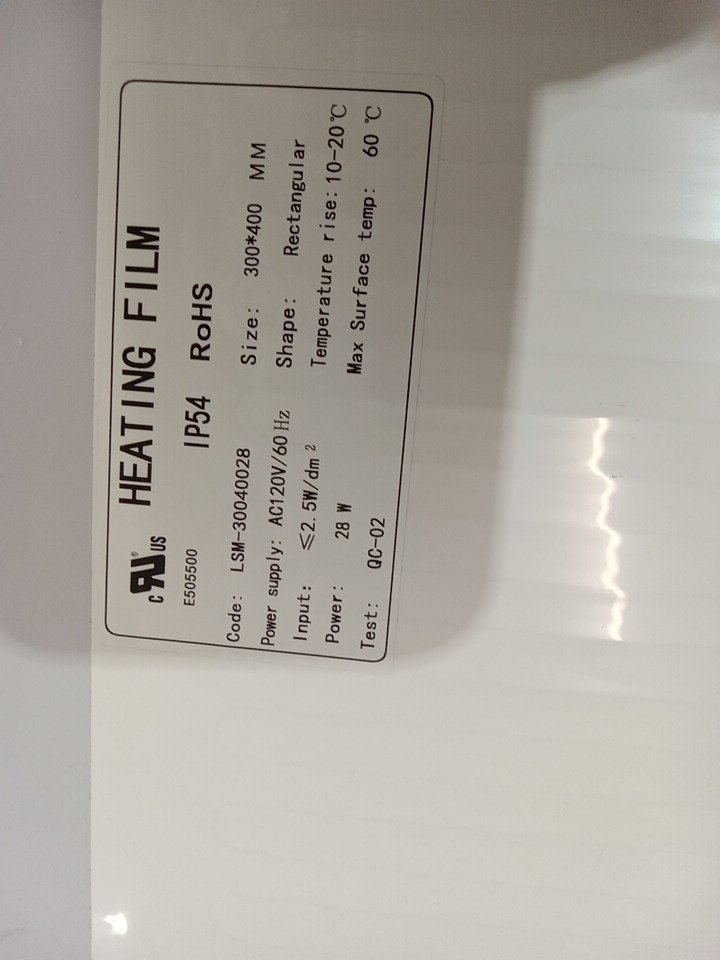 c RU® US HEATING FILM
E505500 IP54 RoHS
Code: LSM-30040028 Size: 300*400 MM
Power supply: AC120V/60 Hz Shape: Rectangular
Input: ≤2.5W/dm² Temperature rise: 10-20℃
Power: 28 W Max Surface temp: 60 ℃
Test: QC-02